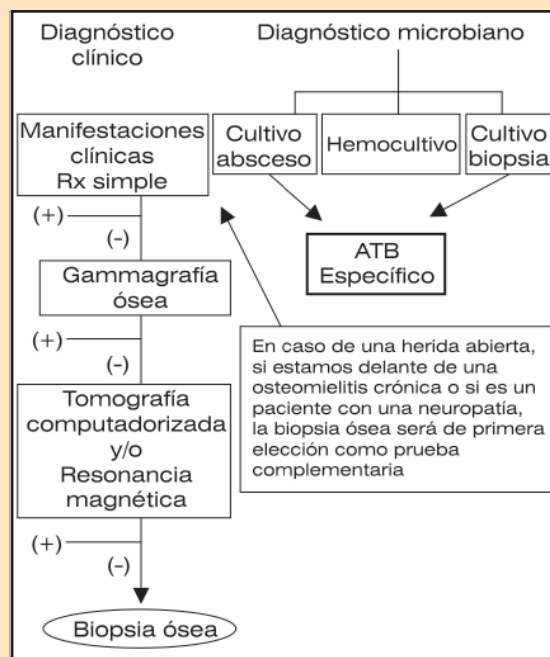 Diagnóstico
clínico
Diagnóstico microbiano
Manifestaciones
clínicas
Rx simple
Cultivo
absceso
Hemocultivo
Cultivo
biopsia
(+)
(-)
ATB
Específico
Gammagrafía
ósea
(+)
(-)
En caso de una herida abierta,
si estamos delante de una
osteomielitis crónica o si es un
paciente con una neuropatía,
la biopsia ósea será de primera
elección como prueba
complementaria
Tomografía
computadorizada
y/o
Resonancia
magnética
(+)
(-)
Biopsia ósea